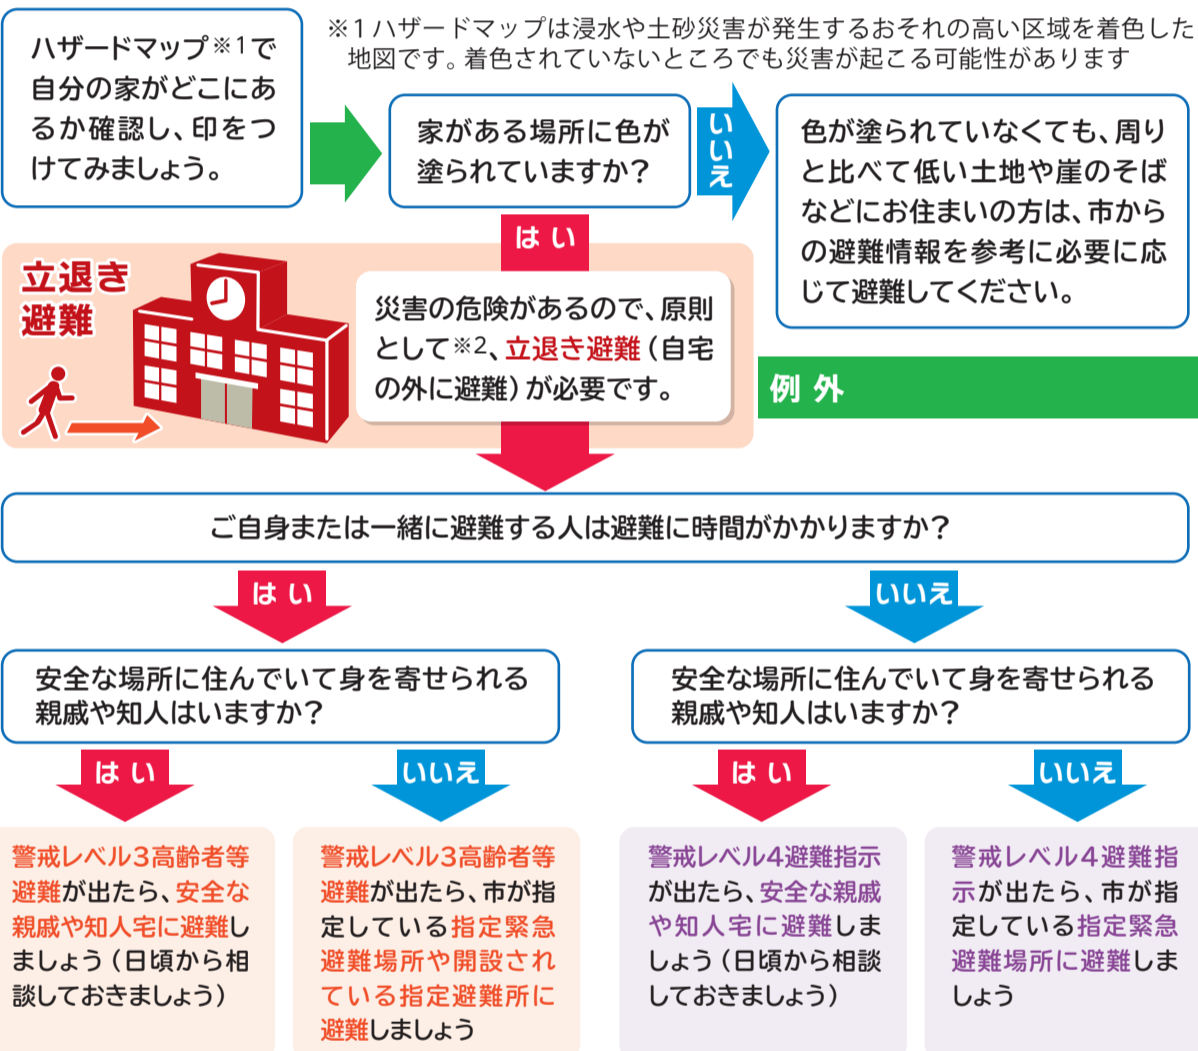 ハザードマップ※1で
自分の家がどこにあ
るか確認し、印をつ
けてみましょう。
※1ハザードマップは浸水や土砂災害が発生するおそれの高い区域を着色した
地図です。着色されていないところでも災害が起こる可能性があります
家がある場所に色が
塗られていますか?
いいえ
色が塗られていなくても、周り
と比べて低い土地や崖のそば
などにお住まいの方は、市から
の避難情報を参考に必要に応
じて避難してください。
はい
立退き
避難
災害の危険があるので、原則
として※2、立退き避難(自宅
の外に避難)が必要です。
例外
ご自身または一緒に避難する人は避難に時間がかかりますか?
はい
いいえ
安全な場所に住んでいて身を寄せられる
親戚や知人はいますか?
安全な場所に住んでいて身を寄せられる
親戚や知人はいますか?
はい
いいえ
はい
いいえ
警戒レベル3高齢者等
避難が出たら、安全な
親戚や知人宅に避難し
ましょう(日頃から相
談しておきましょう)
警戒レベル3高齢者等
避難が出たら、市が指
定している指定緊急
避難場所や開設され
ている指定避難所に
避難しましょう
警戒レベル4避難指示
が出たら、安全な親戚
や知人宅に避難しま
しょう(日頃から相談
しておきましょう)
警戒レベル4避難指
示が出たら、市が指
定している指定緊急
避難場所に避難しま
しょう